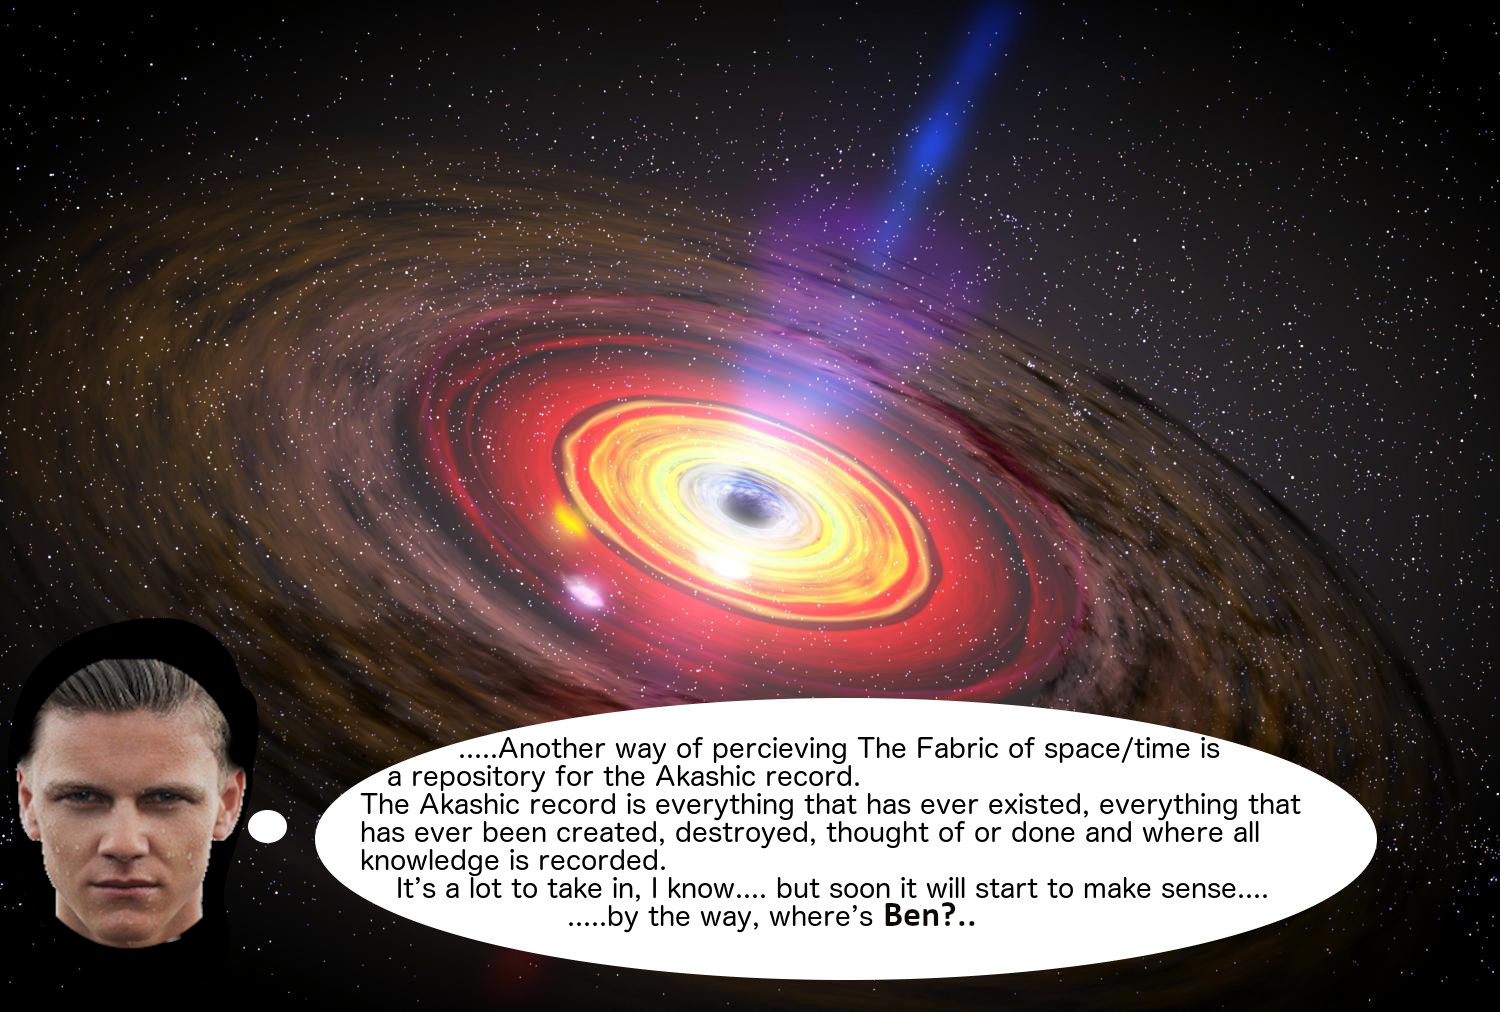 .....Another way of percieving The Fabric of space/time is
a repository for the Akashic record.
The Akashic record is everything that has ever existed, everything that
has ever been created, destroyed, thought of or done and where all
knowledge is recorded.
It’s a lot to take in, I know.... but soon it will start to make sense....
.....by the way, where’s Ben?..